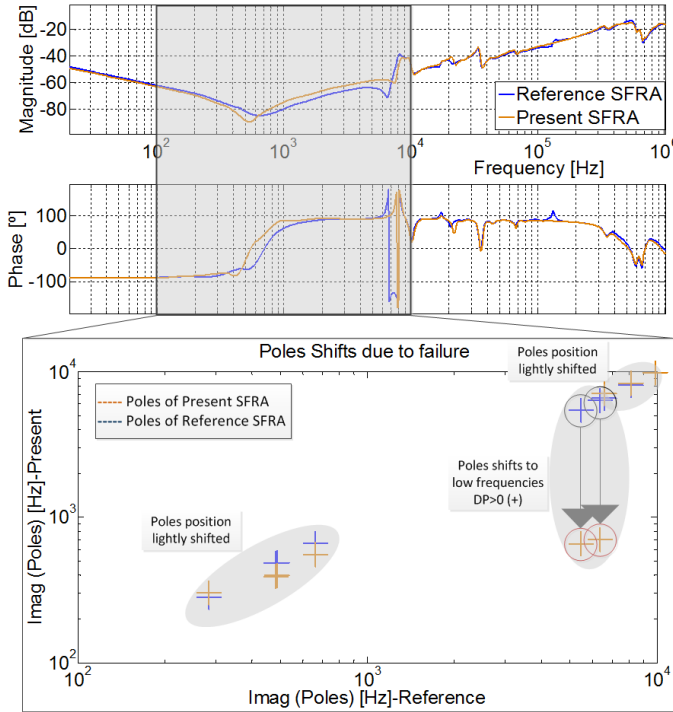 Magnitude [dB]
-20
-40
-60
-80
10²
10³
10⁴
10⁵
10⁶
Frequency [Hz]
Reference SFRA
Present SFRA
Phase [º]
100
0
-100
Poles Shifts due to failure
Imag (Poles) [Hz]-Present
10⁴
10³
10²
Poles of Present SFRA
Poles of Reference SFRA
Poles position
lightly shifted
Poles position
lightly shifted
Poles shifts to
low frequencies
DP>0 (+)
10²
10³
10⁴
Imag (Poles) [Hz]-Reference